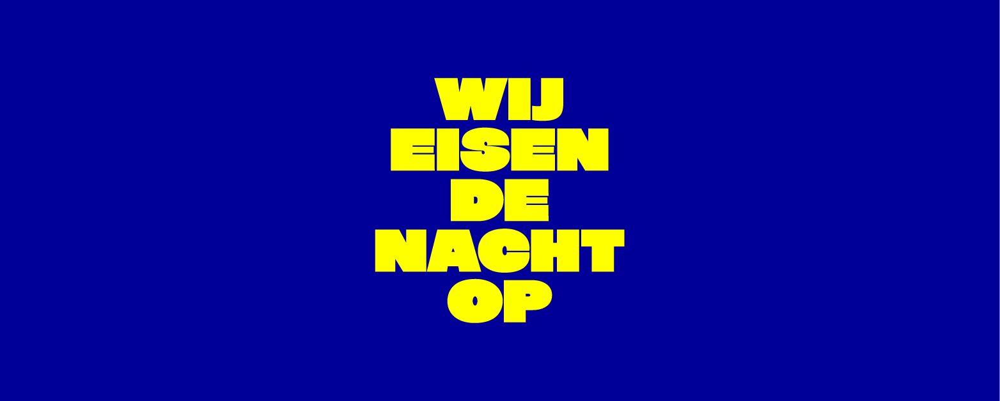 WIJ
EISEN
DE
NACHT
OP